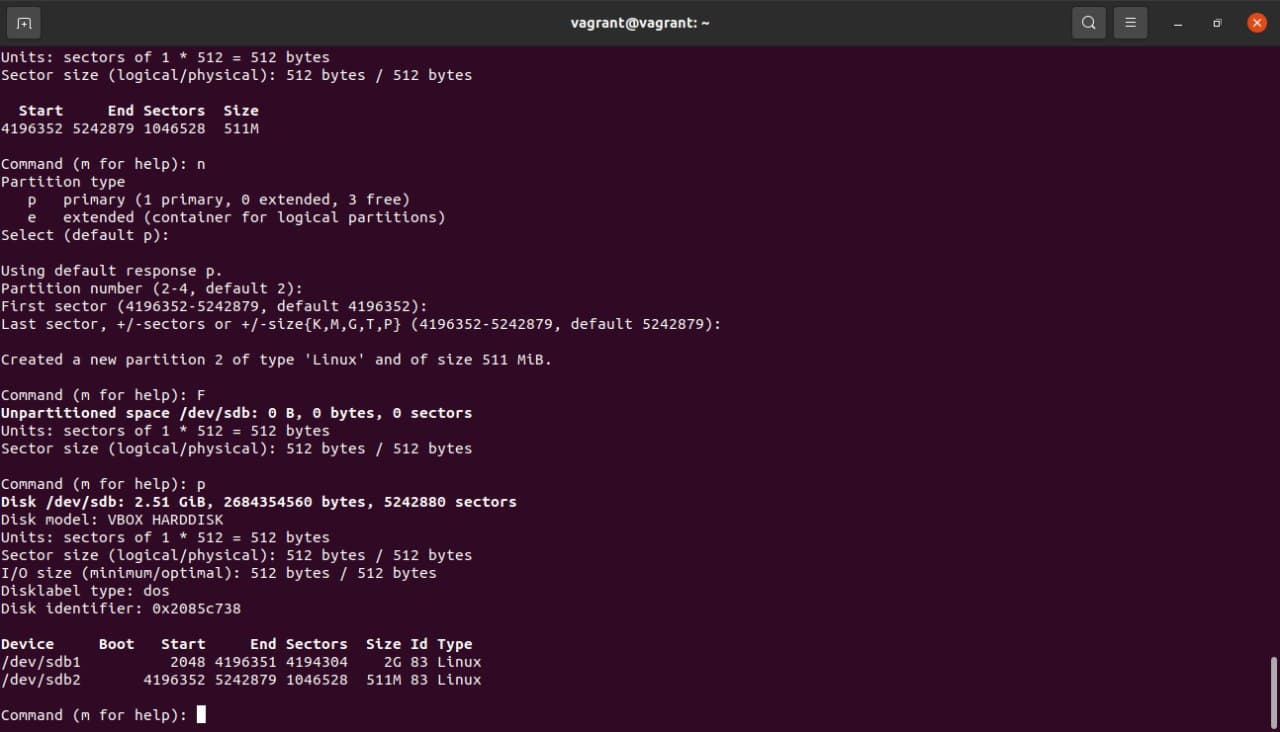 vagrant@vagrant: ~
Units: sectors of 1 * 512 = 512 bytes
Sector size (logical/physical): 512 bytes / 512 bytes
Start End Sectors Size
4196352 5242879 1046528 511M
Command (m for help): n
Partition type
p primary (1 primary, 0 extended, 3 free)
e extended (container for logical partitions)
Select (default p):
Using default response p.
Partition number (2-4, default 2):
First sector (4196352-5242879, default 4196352):
Last sector, +/-sectors or +/-size{K,M,G,T,P} (4196352-5242879, default 5242879):
Created a new partition 2 of type 'Linux' and of size 511 MiB.
Command (m for help): F
Unpartitioned space /dev/sdb: 0 B, 0 bytes, 0 sectors
Units: sectors of 1 * 512 = 512 bytes
Sector size (logical/physical): 512 bytes / 512 bytes
Command (m for help): p
Disk /dev/sdb: 2.51 GiB, 2684354560 bytes, 5242880 sectors
Disk model: VBOX HARDDISK
Units: sectors of 1 * 512 = 512 bytes
Sector size (logical/physical): 512 bytes / 512 bytes
I/O size (minimum/optimal): 512 bytes / 512 bytes
Disklabel type: dos
Disk identifier: 0x2085c738
Device Boot Start End Sectors Size Id Type
/dev/sdb1 2048 4196351 4194304 2G 83 Linux
/dev/sdb2 4196352 5242879 1046528 511M 83 Linux
Command (m for help):